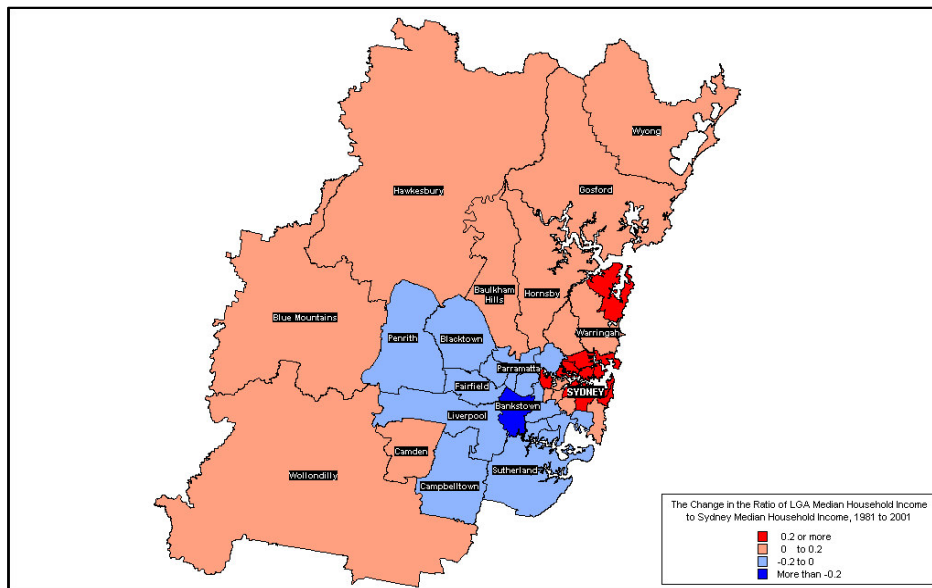 Wyong
Gosford
Hawkesbury
Baulkham
Hills
Hornsby
Blue Mountains
Warringah
Penrith
Blacktown
Parramatta
Fairfield
SYDNEY
Bankstown
Liverpool
Camden
Sutherland
Wollondilly
Campbelltown
The Change in the Ratio of LGA Median Household Income
to Sydney Median Household Income, 1981 to 2001
0.2 or more
0 to 0.2
-0.2 to 0
More than -0.2